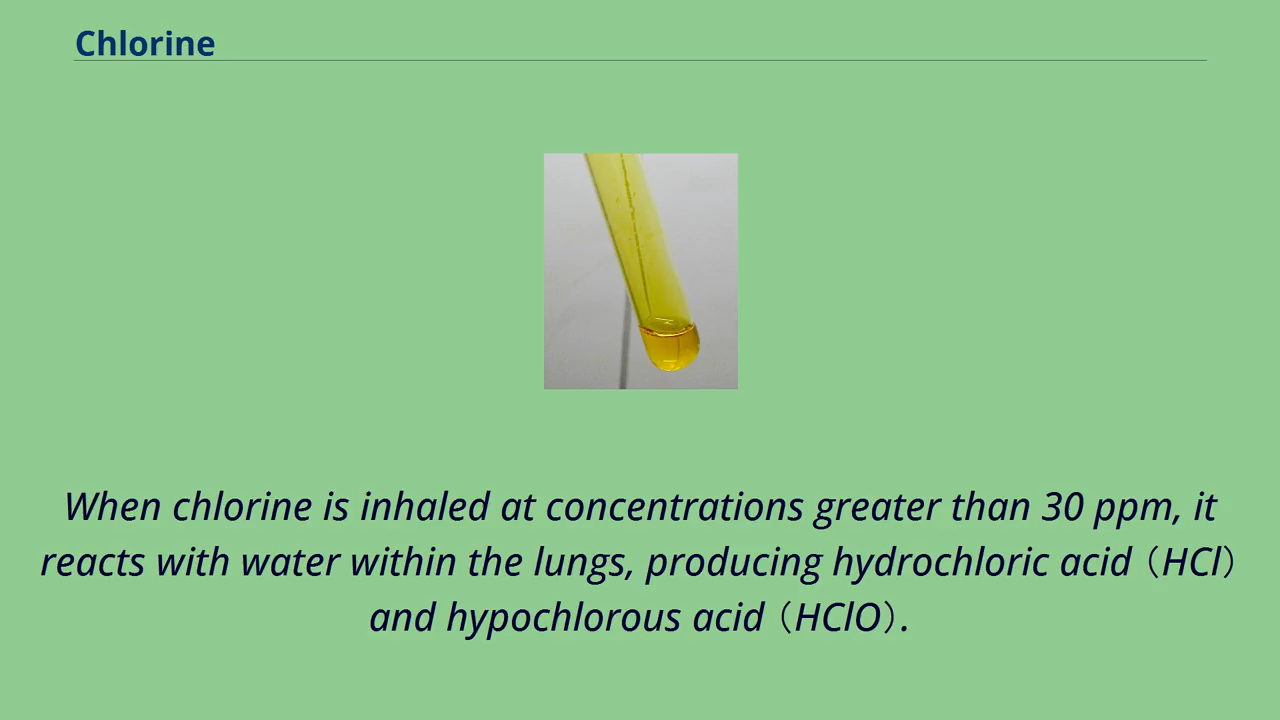 Chlorine
When chlorine is inhaled at concentrations greater than 30 ppm, it
reacts with water within the lungs, producing hydrochloric acid（HCl）
and hypochlorous acid（HClO）.